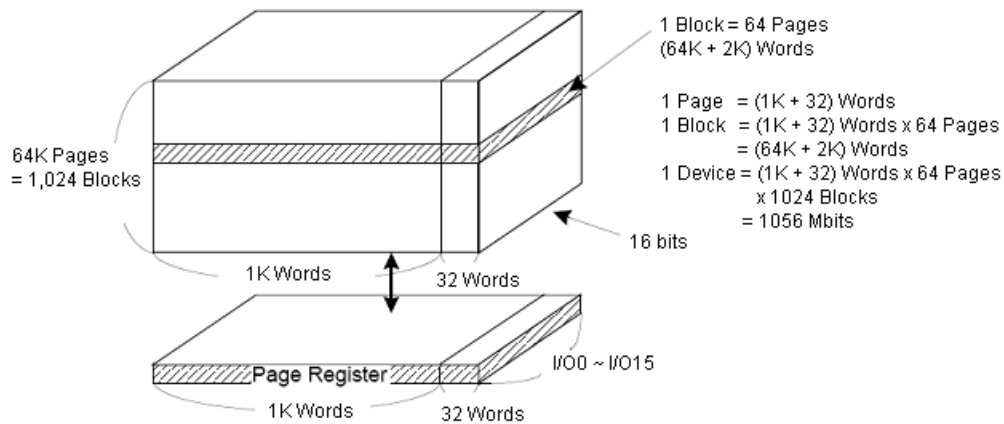 1 Block = 64 Pages
(64K + 2K) Words
1 Page = (1K + 32) Words
1 Block = (1K + 32) Words x 64 Pages
= (64K + 2K) Words
1 Device = (1K + 32) Words x 64 Pages
x 1024 Blocks
= 1056 Mbits
64K Pages
= 1,024 Blocks
16 bits
1K Words
32 Words
I/O0 ~ I/O15
Page Register
1K Words
32 Words